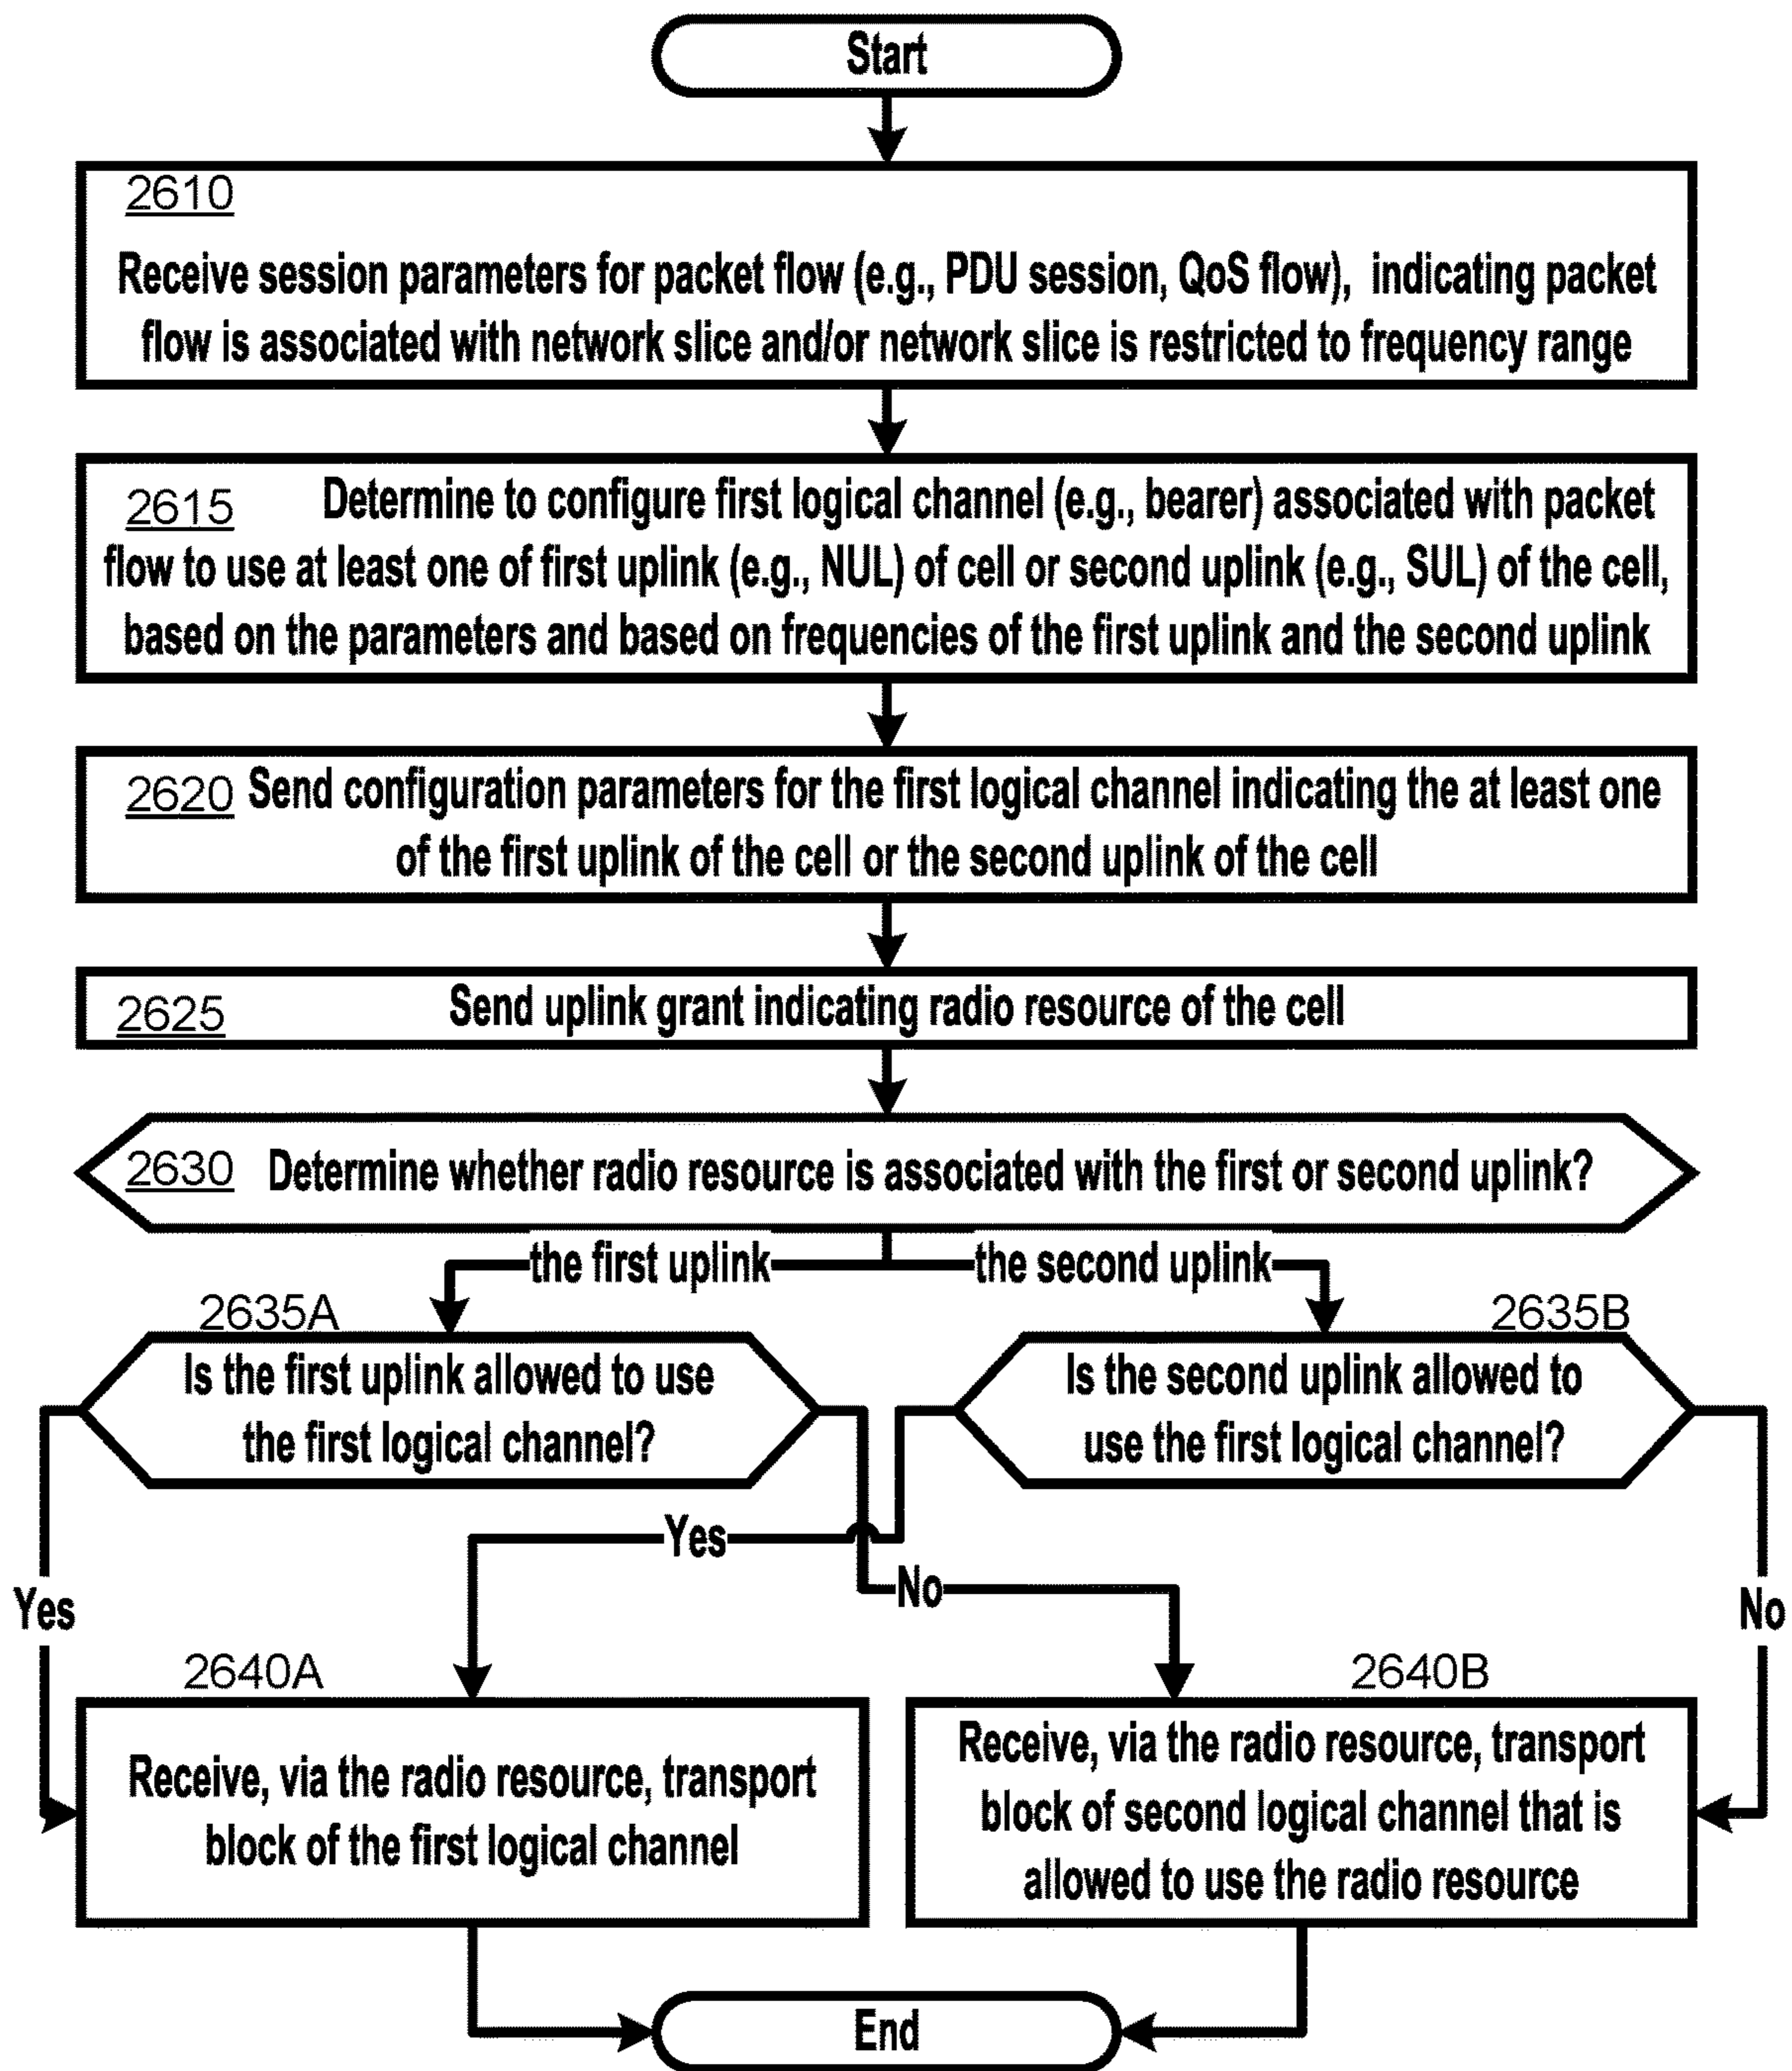 Start
2610
Receive session parameters for packet flow (e.g., PDU session, QoS flow), indicating packet
flow is associated with network slice and/or network slice is restricted to frequency range
2615 Determine to configure first logical channel (e.g., bearer) associated with packet
flow to use at least one of first uplink (e.g., NUL) of cell or second uplink (e.g., SUL) of the cell,
based on the parameters and based on frequencies of the first uplink and the second uplink
2620 Send configuration parameters for the first logical channel indicating the at least one
of the first uplink of the cell or the second uplink of the cell
2625 Send uplink grant indicating radio resource of the cell
2630 Determine whether radio resource is associated with the first or second uplink?
the first uplink
the second uplink
2635A
Is the first uplink allowed to use
the first logical channel?
2635B
Is the second uplink allowed to
use the first logical channel?
Yes
No
Yes
No
2640A
Receive, via the radio resource, transport
block of the first logical channel
2640B
Receive, via the radio resource, transport
block of second logical channel that is
allowed to use the radio resource
End